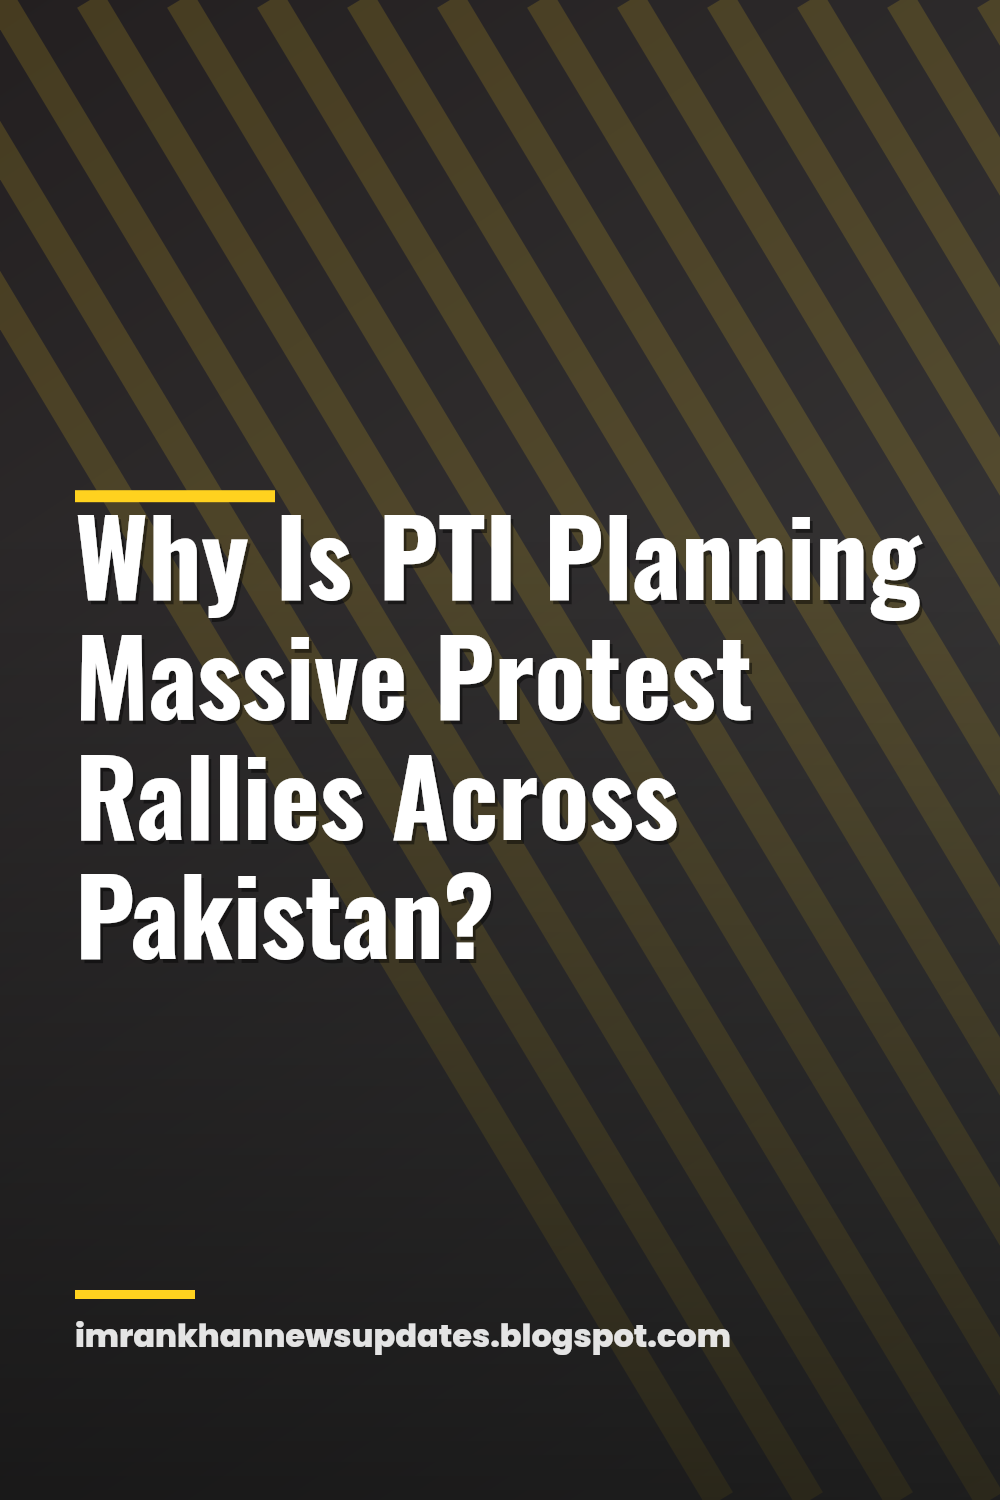 Why Is PTI Planning
Massive Protest
Rallies Across
Pakistan?
imrankhannewsupdates.blogspot.com